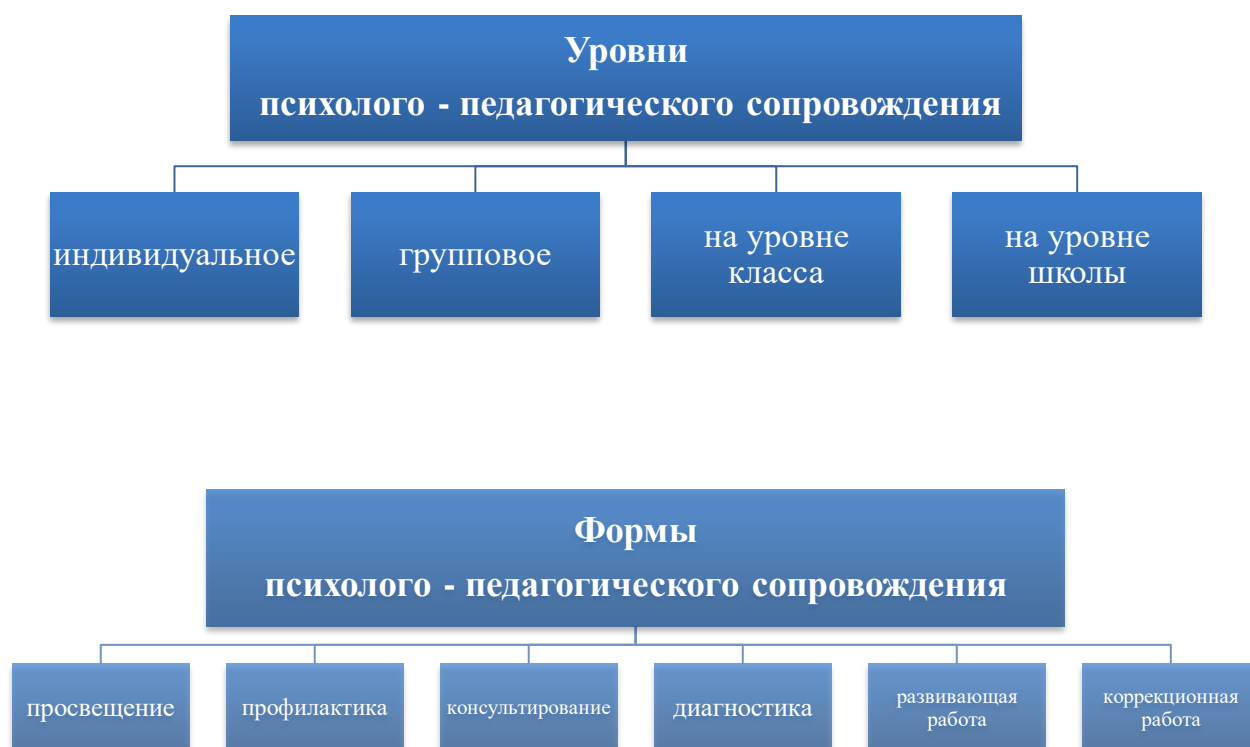 Уровни
психолого - педагогического сопровождения
индивидуальное
групповое
на уровне
класса
на уровне
школы
Формы
психолого - педагогического сопровождения
просвещение
профилактика
консультирование
диагностика
развивающая
работа
коррекционная
работа